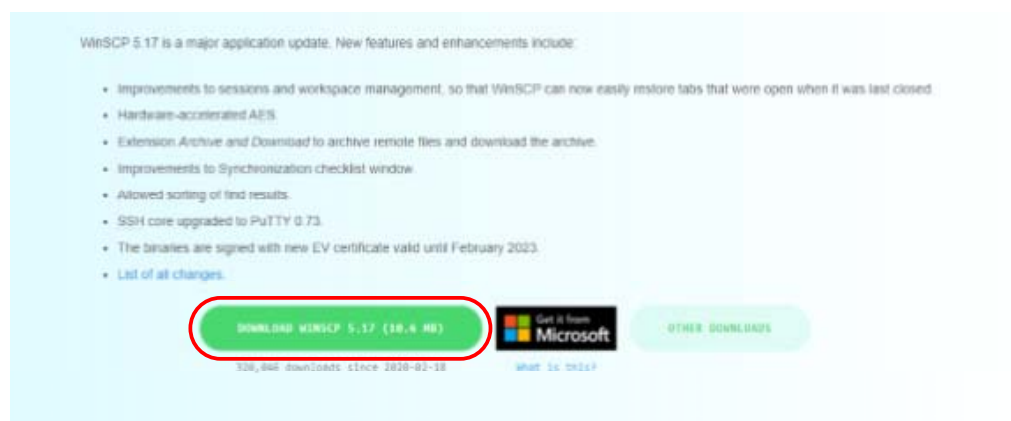 WinSCP 5.17 is a major application update. New features and enhancements include:
Improvements to sessions and workspace management, so that WinSCP can now easily restore tabs that were open when it was last closed.
Hardware-accelerated AES.
Extension Archive and Download to archive remote files and download the archive.
Improvements to Synchronization checklist window.
Allowed sorting of find results.
SSH core upgraded to PuTTY 0.73.
The binaries are signed with new EV certificate valid until February 2023.
List of all changes.
DOWNLOAD WINSCP 5.17 (10.6 MB)
Get it from
Microsoft
OTHER DOWNLOADS
320,046 downloads since 2020-02-18
What is this?